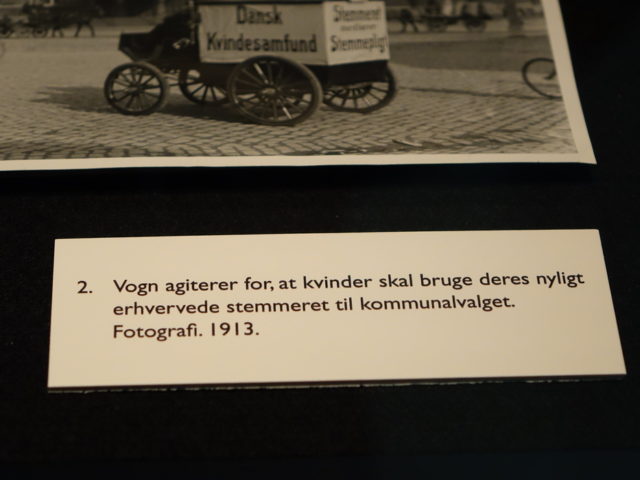 Dansk
Kvindesamfund
Stemmeret
medfører
Stemmepligt
2. Vogn agiterer for, at kvinder skal bruge deres nyligt
erhvervede stemmeret til kommunalvalget.
Fotografi. 1913.